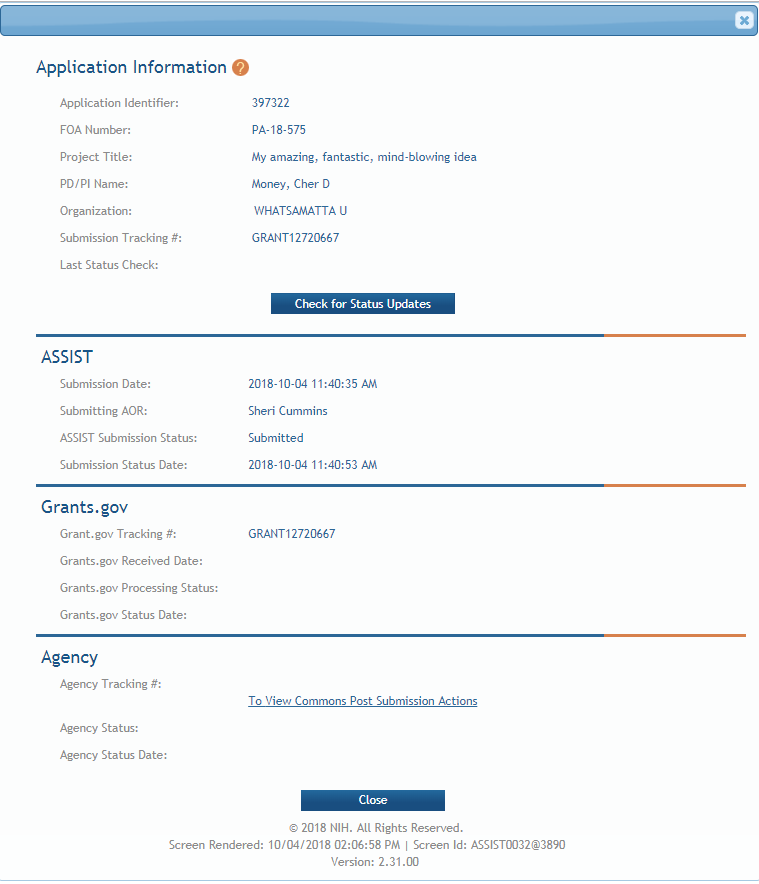 Application Information ?
Application Identifier: 397322
FOA Number: PA-18-575
Project Title: My amazing, fantastic, mind-blowing idea
PD/PI Name: Money, Cher D
Organization: WHATSAMATTA U
Submission Tracking #: GRANT12720667
Last Status Check:
Check for Status Updates
ASSIST
Submission Date: 2018-10-04 11:40:35 AM
Submitting AOR: Sheri Cummins
ASSIST Submission Status: Submitted
Submission Status Date: 2018-10-04 11:40:53 AM
Grants.gov
Grant.gov Tracking #: GRANT12720667
Grants.gov Received Date:
Grants.gov Processing Status:
Grants.gov Status Date:
Agency
Agency Tracking #:
To View Commons Post Submission Actions
Agency Status:
Agency Status Date:
Close
© 2018 NIH. All Rights Reserved.
Screen Rendered: 10/04/2018 02:06:58 PM | Screen Id: ASSIST0032@3890
Version: 2.31.00